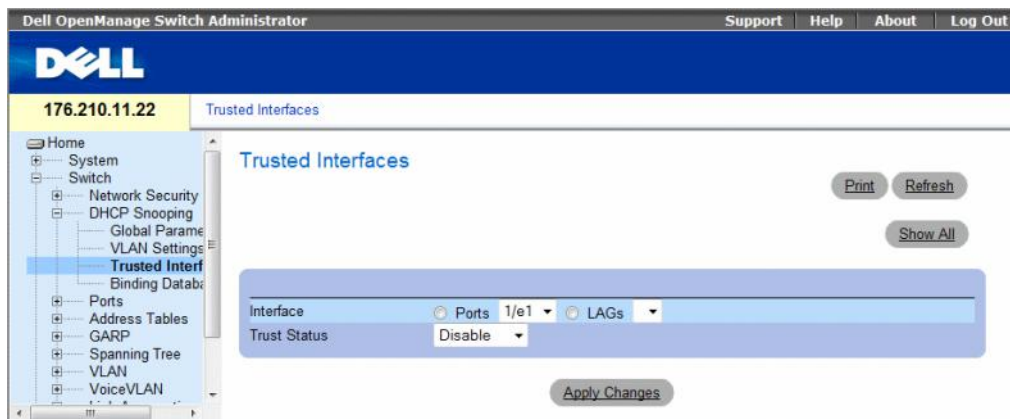 Dell OpenManage Switch Administrator
Support Help About Log Out
DELL
176.210.11.22
Trusted Interfaces
Home
System
Switch
Network Security
DHCP Snooping
Global Parame
VLAN Settings
Trusted Interf
Binding Databa
Ports
Address Tables
GARP
Spanning Tree
VLAN
VoiceVLAN
Trusted Interfaces
Print Refresh
Show All
Interface Ports 1/e1 LAGs
Trust Status Disable
Apply Changes